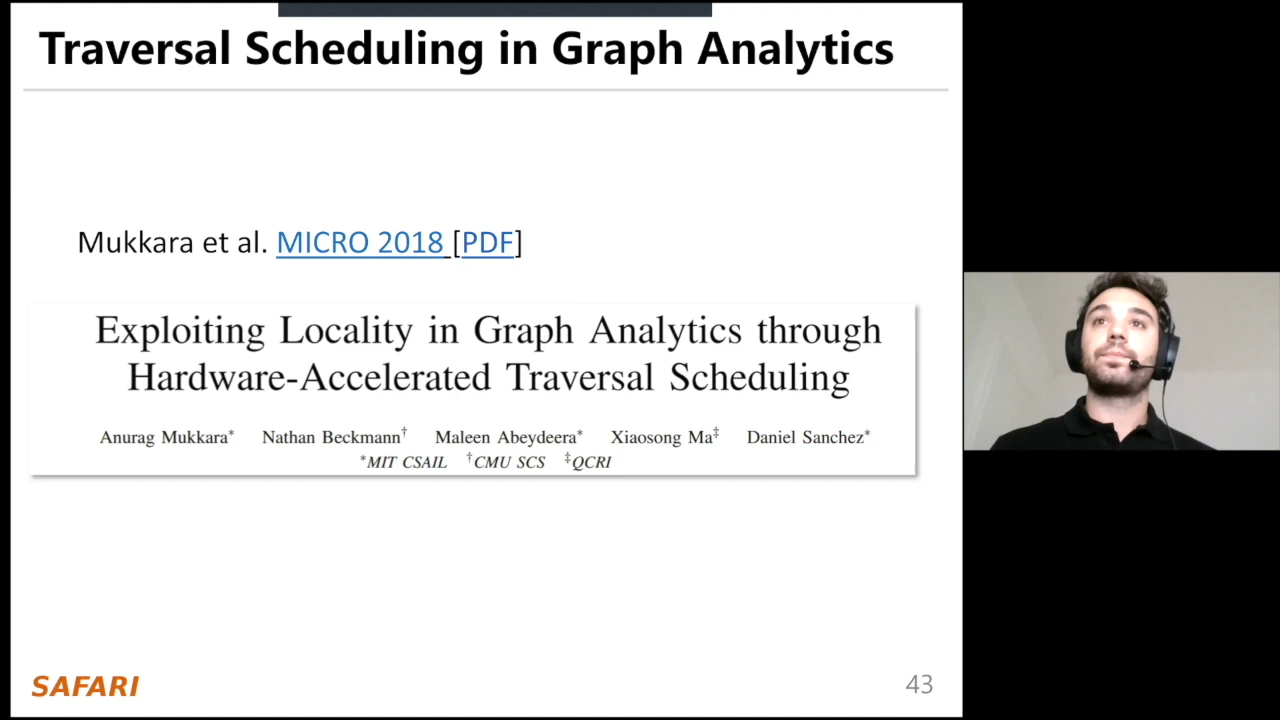 Traversal Scheduling in Graph Analytics
Mukkara et al. MICRO 2018 [PDF]
Exploiting Locality in Graph Analytics through
Hardware-Accelerated Traversal Scheduling
Anurag Mukkara* Nathan Beckmann† Maleen Abeydeera* Xiaosong Ma‡ Daniel Sanchez*
*MIT CSAIL †CMU SCS ‡QCRI
SAFARI
43